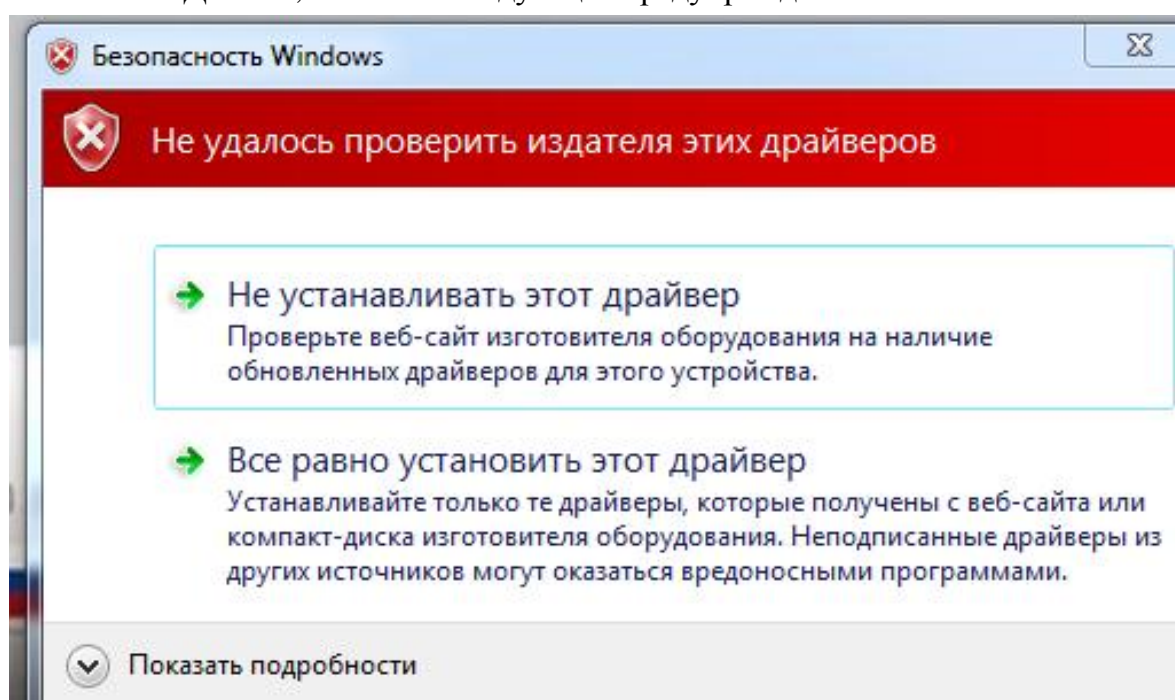 Безопасность Windows
Не удалось проверить издателя этих драйверов
Не устанавливать этот драйвер
Проверьте веб-сайт изготовителя оборудования на наличие
обновленных драйверов для этого устройства.
Все равно установить этот драйвер
Устанавливайте только те драйверы, которые получены с веб-сайта или
компакт-диска изготовителя оборудования. Неподписанные драйверы из
других источников могут оказаться вредоносными программами.
Показать подробности